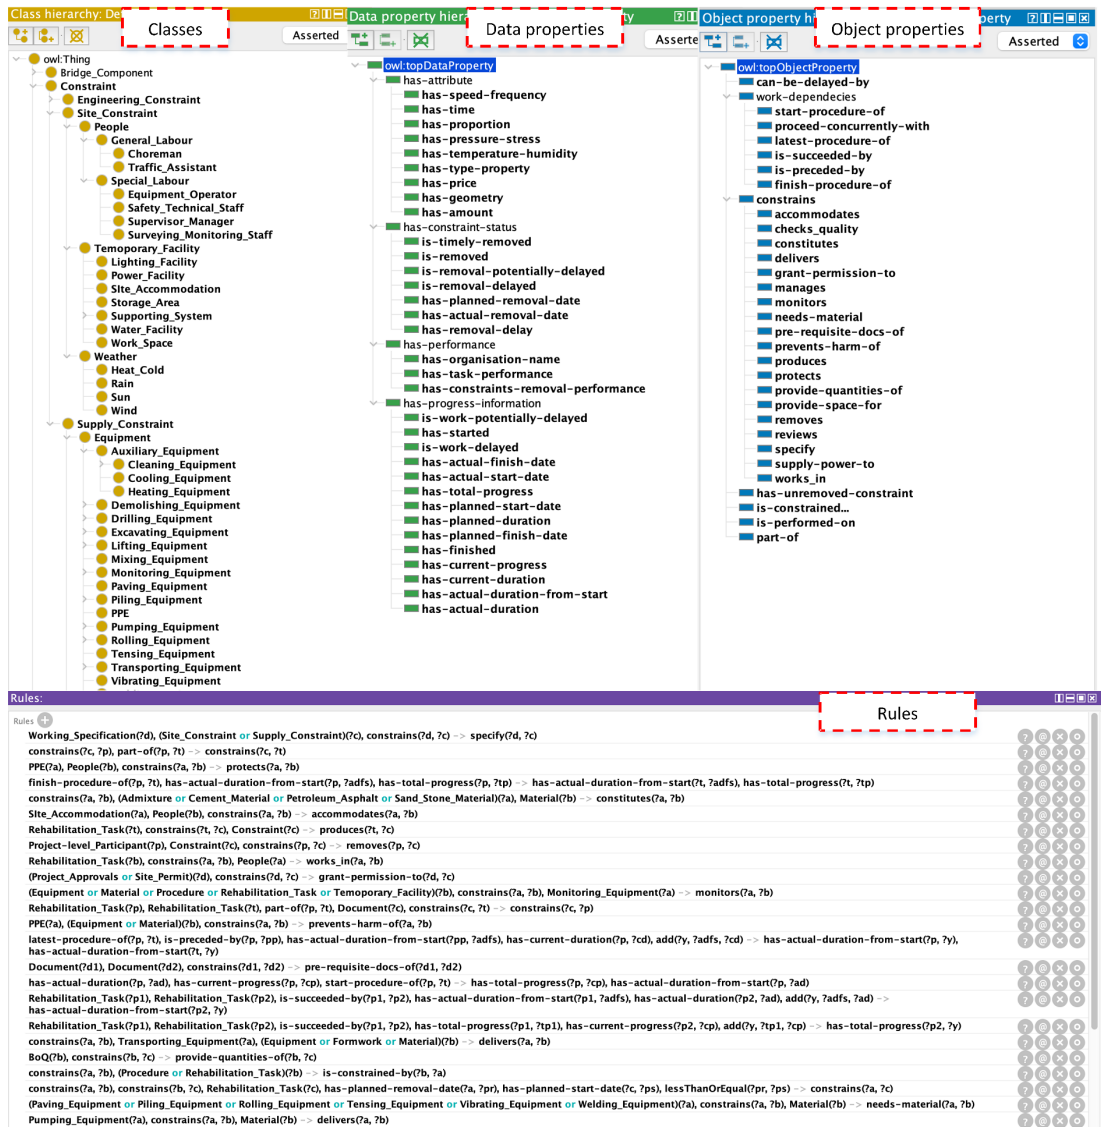 Class hierarchy: De
Classes
Asserted
owl:Thing
Bridge_Component
Constraint
Engineering_Constraint
Site_Constraint
People
General_Labour
Choreman
Traffic_Assistant
Special_Labour
Equipment_Operator
Safety_Technical_Staff
Supervisor_Manager
Surveying_Monitoring_Staff
Temoporary_Facility
Lighting_Facility
Power_Facility
SIte_Accommodation
Storage_Area
Supporting_System
Water_Facility
Work_Space
Weather
Heat_Cold
Rain
Sun
Wind
Supply_Constraint
Equipment
Auxiliary_Equipment
Cleaning_Equipment
Cooling_Equipment
Heating_Equipment
Demolishing_Equipment
Drilling_Equipment
Excavating_Equipment
Lifting_Equipment
Mixing_Equipment
Monitoring_Equipment
Paving_Equipment
Piling_Equipment
PPE
Pumping_Equipment
Rolling_Equipment
Tensing_Equipment
Transporting_Equipment
Vibrating_Equipment
Data property hierar
ty
Data properties
Asserte
owl:topDataProperty
has-attribute
has-speed-frequency
has-time
has-proportion
has-pressure-stress
has-temperature-humidity
has-type-property
has-price
has-geometry
has-amount
has-constraint-status
is-timely-removed
is-removed
is-removal-potentially-delayed
is-removal-delayed
has-planned-removal-date
has-actual-removal-date
has-removal-delay
has-performance
has-organisation-name
has-task-performance
has-constraints-removal-performance
has-progress-information
is-work-potentially-delayed
has-started
is-work-delayed
has-actual-finish-date
has-actual-start-date
has-total-progress
has-planned-start-date
has-planned-duration
has-planned-finish-date
has-finished
has-current-progress
has-current-duration
has-actual-duration-from-start
has-actual-duration
Object property hi
perty
Object properties
Asserted
owl:topObjectProperty
can-be-delayed-by
work-dependecies
start-procedure-of
proceed-concurrently-with
latest-procedure-of
is-succeeded-by
is-preceded-by
finish-procedure-of
constrains
accommodates
checks_quality
constitutes
delivers
grant-permission-to
manages
monitors
needs-material
pre-requisite-docs-of
prevents-harm-of
produces
protects
provide-quantities-of
provide-space-for
removes
reviews
specify
supply-power-to
works_in
has-unremoved-constraint
is-constrained...
is-performed-on
part-of
Rules:
Rules
Rules
Working_Specification(?d), (Site_Constraint or Supply_Constraint)(?c), constrains(?d, ?c) -> specify(?d, ?c)
constrains(?c, ?p), part-of(?p, ?t) -> constrains(?c, ?t)
PPE(?a), People(?b), constrains(?a, ?b) -> protects(?a, ?b)
finish-procedure-of(?p, ?t), has-actual-duration-from-start(?p, ?adfs), has-total-progress(?p, ?tp) -> has-actual-duration-from-start(?t, ?adfs), has-total-progress(?t, ?tp)
constrains(?a, ?b), (Admixture or Cement_Material or Petroleum_Asphalt or Sand_Stone_Material)(?a), Material(?b) -> constitutes(?a, ?b)
SIte_Accommodation(?a), People(?b), constrains(?a, ?b) -> accommodates(?a, ?b)
Rehabilitation_Task(?t), constrains(?t, ?c), Constraint(?c) -> produces(?t, ?c)
Project-level_Participant(?p), Constraint(?c), constrains(?p, ?c) -> removes(?p, ?c)
Rehabilitation_Task(?b), constrains(?a, ?b), People(?a) -> works_in(?a, ?b)
(Project_Approvals or Site_Permit)(?d), constrains(?d, ?c) -> grant-permission-to(?d, ?c)
(Equipment or Material or Procedure or Rehabilitation_Task or Temoporary_Facility)(?b), constrains(?a, ?b), Monitoring_Equipment(?a) -> monitors(?a, ?b)
Rehabilitation_Task(?p), Rehabilitation_Task(?t), part-of(?p, ?t), Document(?c), constrains(?c, ?t) -> constrains(?c, ?p)
PPE(?a), (Equipment or Material)(?b), constrains(?a, ?b) -> prevents-harm-of(?a, ?b)
latest-procedure-of(?p, ?t), is-preceded-by(?p, ?pp), has-actual-duration-from-start(?pp, ?adfs), has-current-duration(?p, ?cd), add(?y, ?adfs, ?cd) -> has-actual-duration-from-start(?p, ?y),
has-actual-duration-from-start(?t, ?y)
Document(?d1), Document(?d2), constrains(?d1, ?d2) -> pre-requisite-docs-of(?d1, ?d2)
has-actual-duration(?p, ?ad), has-current-progress(?p, ?cp), start-procedure-of(?p, ?t) -> has-total-progress(?p, ?cp), has-actual-duration-from-start(?p, ?ad)
Rehabilitation_Task(?p1), Rehabilitation_Task(?p2), is-succeeded-by(?p1, ?p2), has-actual-duration-from-start(?p1, ?adfs), has-actual-duration(?p2, ?ad), add(?y, ?adfs, ?ad) ->
has-actual-duration-from-start(?p2, ?y)
Rehabilitation_Task(?p1), Rehabilitation_Task(?p2), is-succeeded-by(?p1, ?p2), has-total-progress(?p1, ?tp1), has-current-progress(?p2, ?cp), add(?y, ?tp1, ?cp) -> has-total-progress(?p2, ?y)
constrains(?a, ?b), Transporting_Equipment(?a), (Equipment or Formwork or Material)(?b) -> delivers(?a, ?b)
BoQ(?b), constrains(?b, ?c) -> provide-quantities-of(?b, ?c)
constrains(?a, ?b), (Procedure or Rehabilitation_Task)(?b) -> is-constrained-by(?b, ?a)
constrains(?a, ?b), constrains(?b, ?c), Rehabilitation_Task(?c), has-planned-removal-date(?a, ?pr), has-planned-start-date(?c, ?ps), lessThanOrEqual(?pr, ?ps) -> constrains(?a, ?c)
(Paving_Equipment or Piling_Equipment or Rolling_Equipment or Tensing_Equipment or Vibrating_Equipment or Welding_Equipment)(?a), constrains(?a, ?b), Material(?b) -> needs-material(?a, ?b)
Pumping_Equipment(?a), constrains(?a, ?b), Material(?b) -> delivers(?a, ?b)